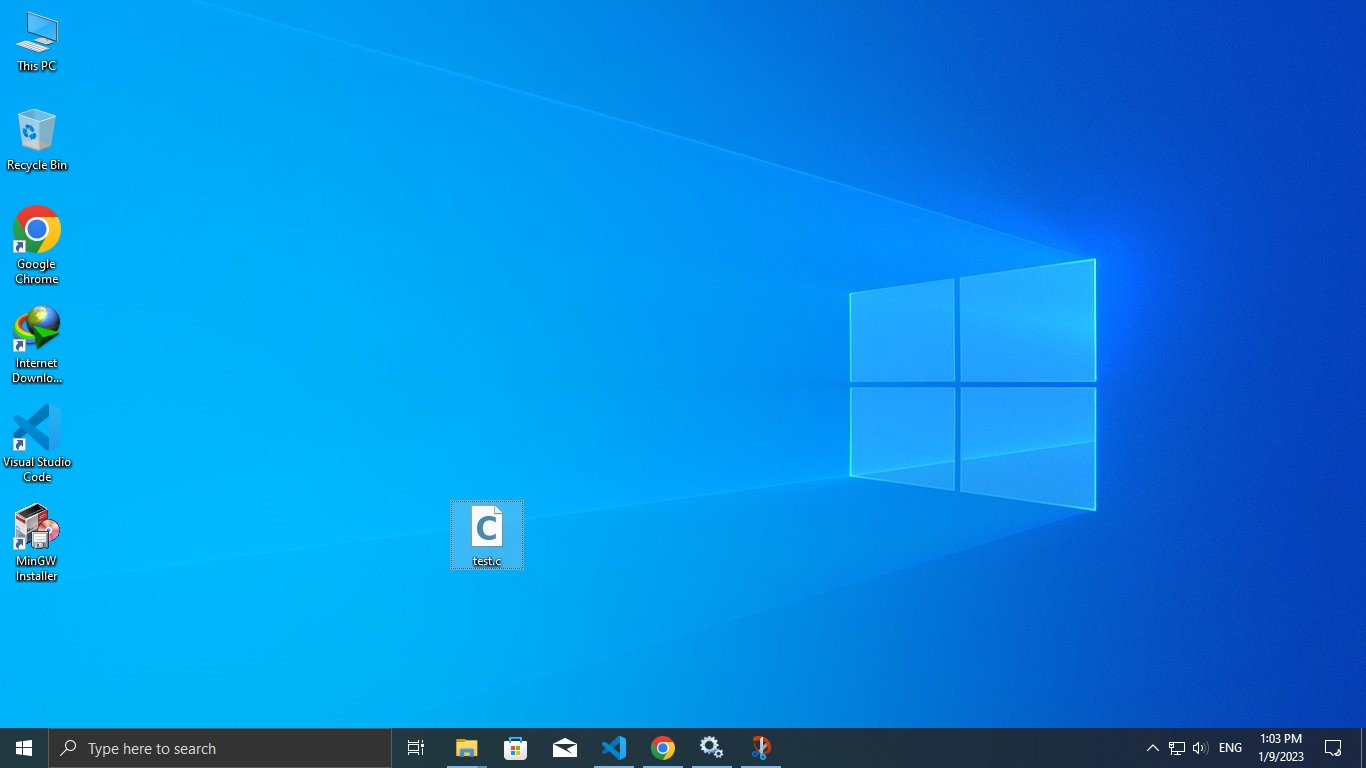 This PC
Recycle Bin
Google
Chrome
Internet
Downlo...
Visual Studio
Code
MinGW
Installer
C
test.c
Type here to search
ENG
1:03 PM
1/9/2023